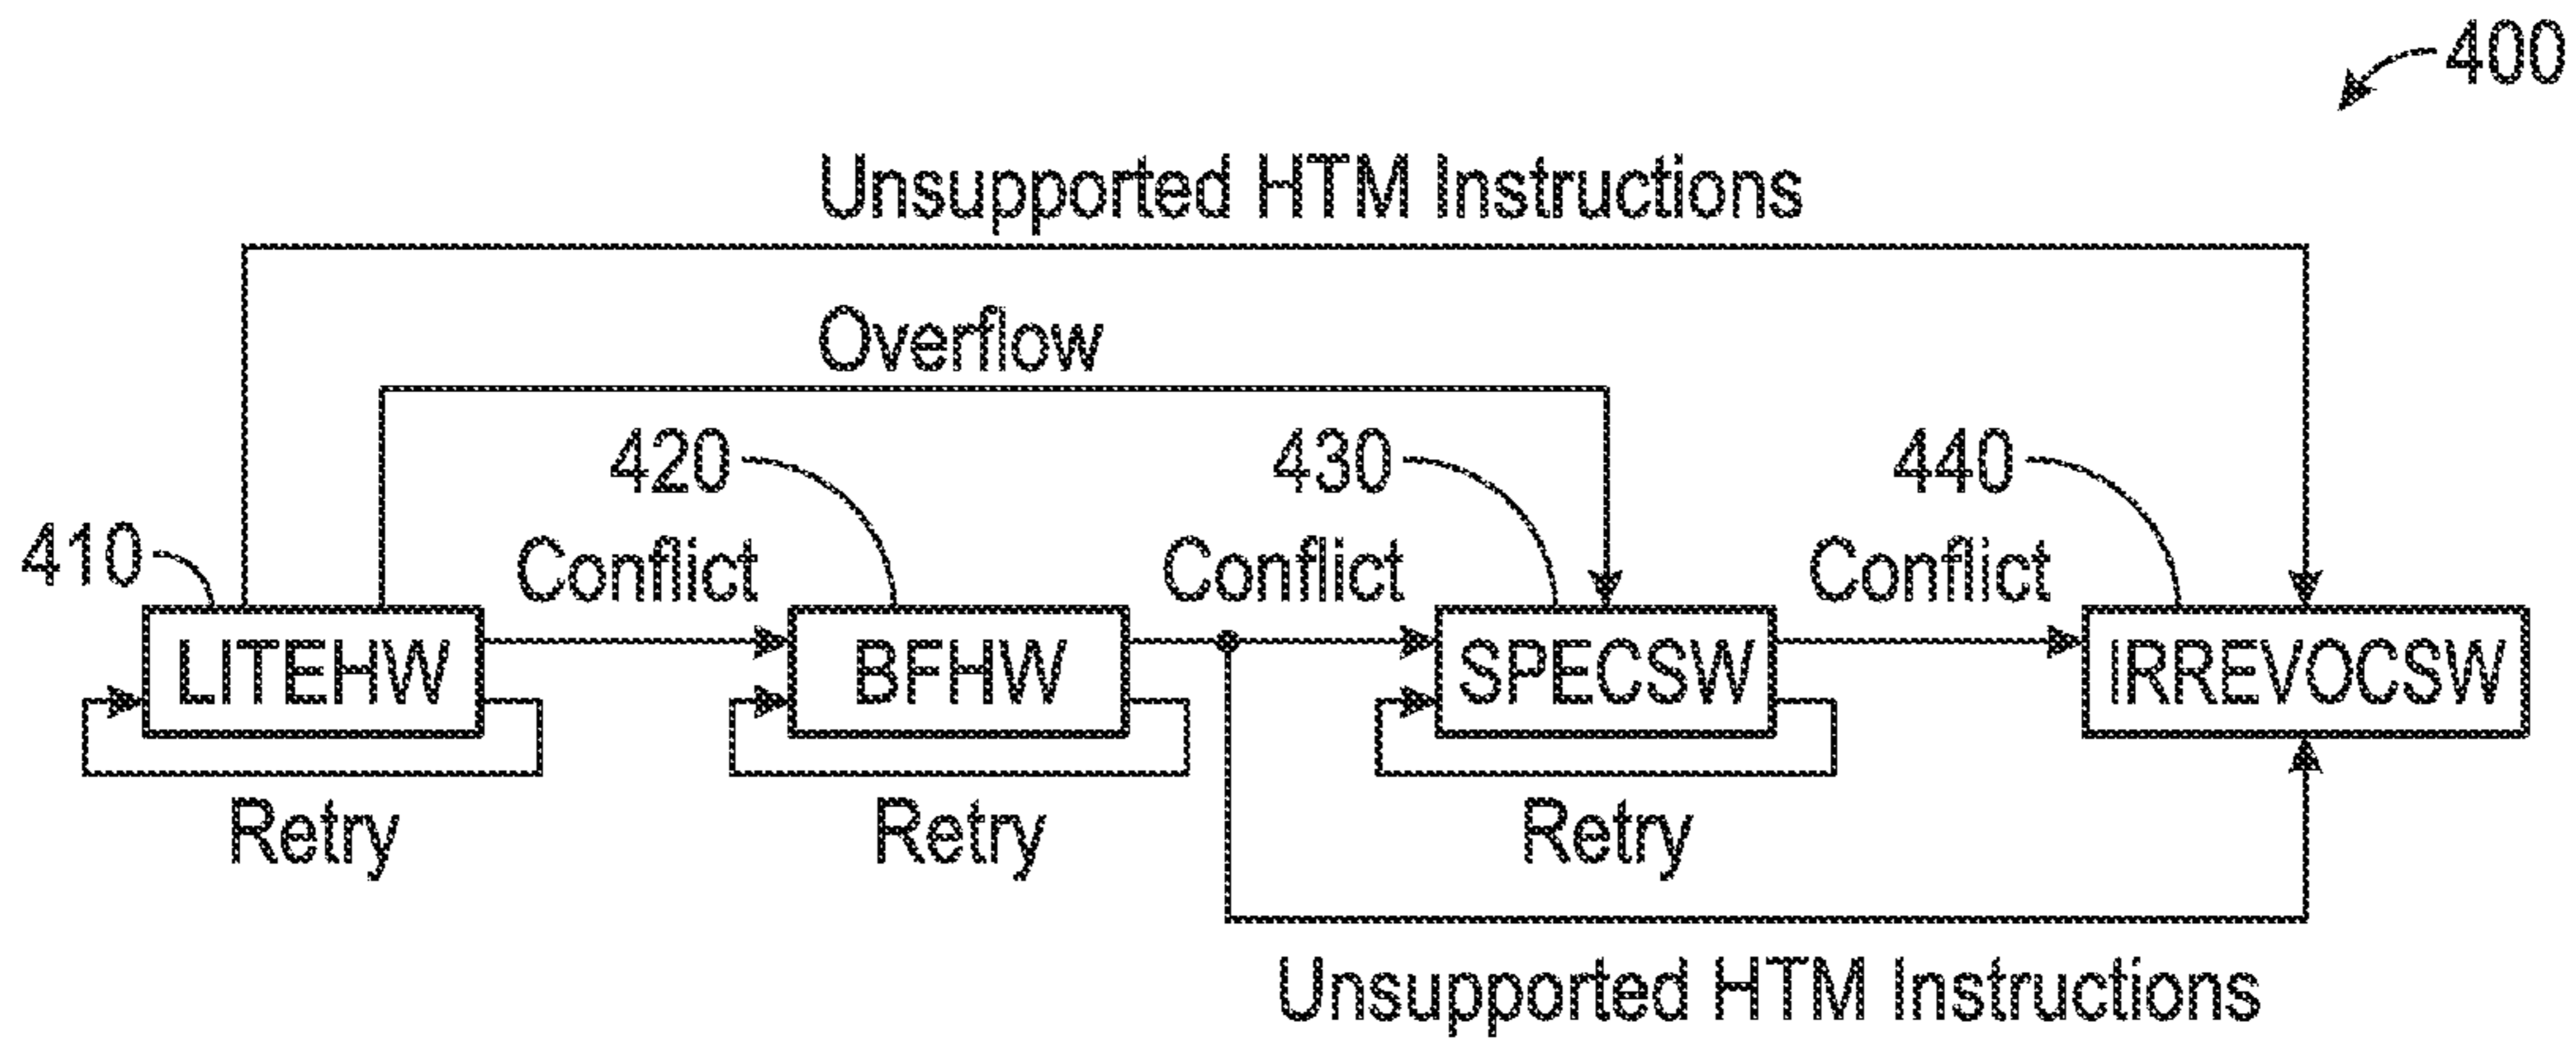 400
Unsupported HTM Instructions
Overflow
420
430
440
410
Conflict
Conflict
Conflict
LITEHW
BFHW
SPECSW
IRREVOCSW
Retry
Retry
Retry
Unsupported HTM Instructions